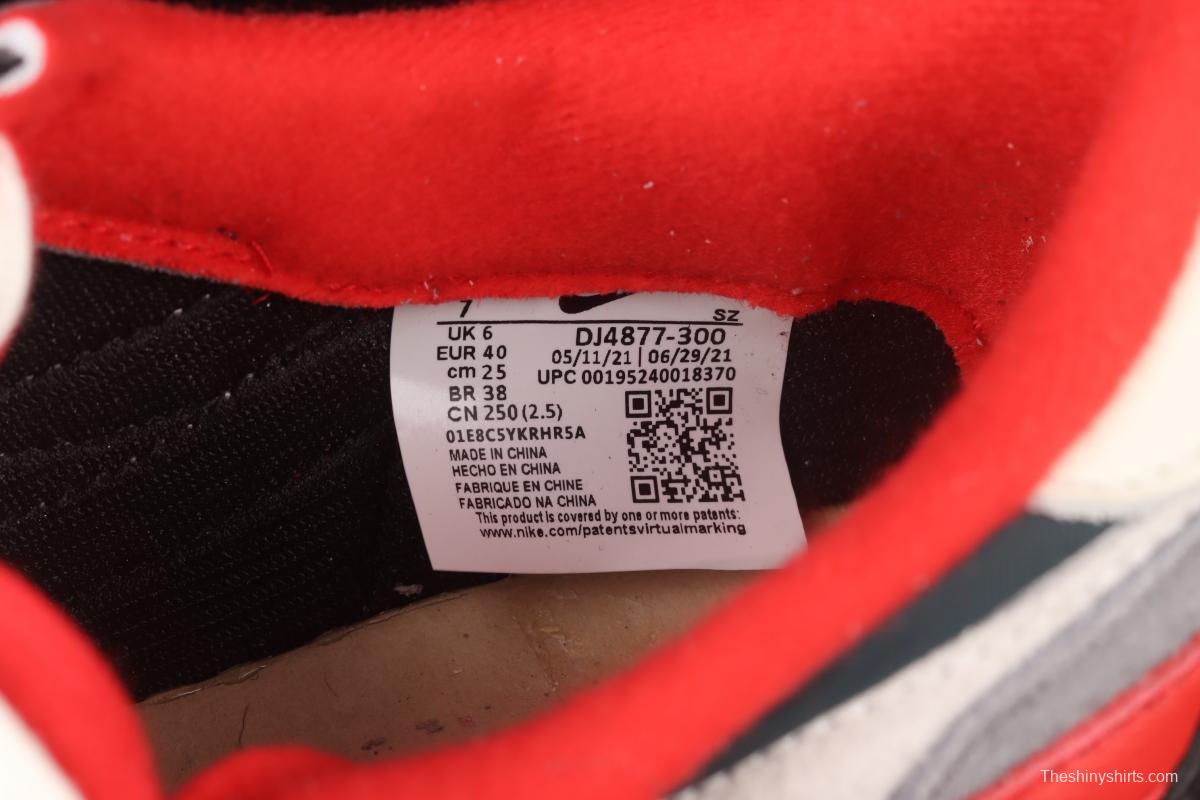 7
SZ
UK 6
DJ4877-300
EUR 40
05/11/21 | 06/29/21
cm 25
UPC 00195240018370
BR 38
CN 250 (2.5)
01E8C5YKRHR5A
MADE IN CHINA
HECHO EN CHINA
FABRIQUE EN CHINE
FABRICADO NA CHINA
This product is covered by one or more patents:
www.nike.com/patentsvirtualmarking
Theshinyshirts.com